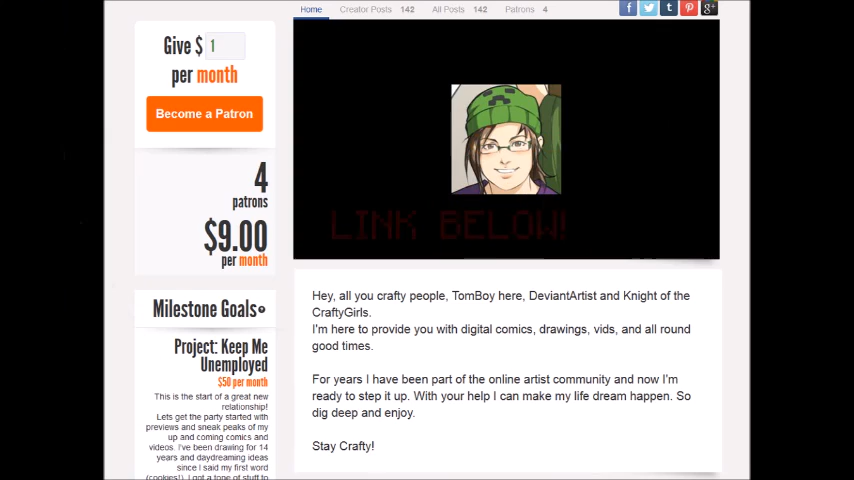 Home Creator Posts 142 All Posts 142 Patrons 4
Give $ 1
per month
Become a Patron
4
patrons
$9.00
per month
Milestone Goals
Project: Keep Me
Unemployed
$50 per month
This is the start of a great new
relationship!
Lets get the party started with
previews and sneak peaks of my
up and coming comics and
videos. I've been drawing for 14
years and daydreaming ideas
since I said my first word
(cookies!). I got a tone of stuff to
LINK BELOW!
Hey, all you crafty people, TomBoy here, DeviantArtist and Knight of the
CraftyGirls.
I'm here to provide you with digital comics, drawings, vids, and all round
good times.
For years I have been part of the online artist community and now I'm
ready to step it up. With your help I can make my life dream happen. So
dig deep and enjoy.
Stay Crafty!